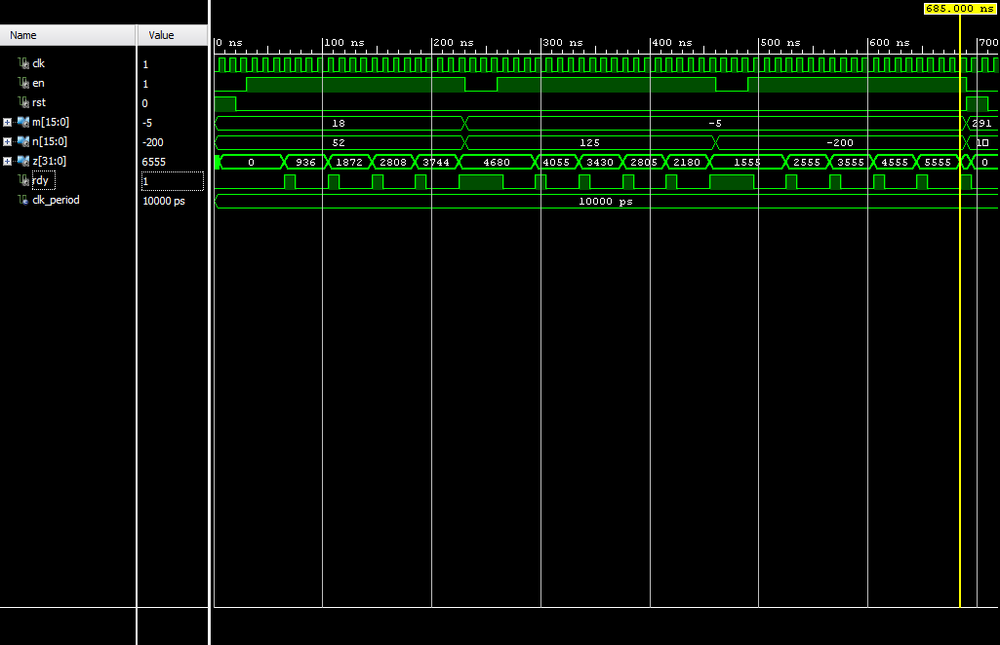 685.000 ns
Name Value
0 ns 100 ns 200 ns 300 ns 400 ns 500 ns 600 ns 700
clk 1
en 1
rst 0
m[15:0] -5 18 -5 291
n[15:0] -200 52 125 -200
z[31:0] 6555 0 936 1872 2808 3744 4680 4055 3430 2805 2180 1555 2555 3555 4555 5555 0
rdy 1
clk_period 10000 ps 10000 ps